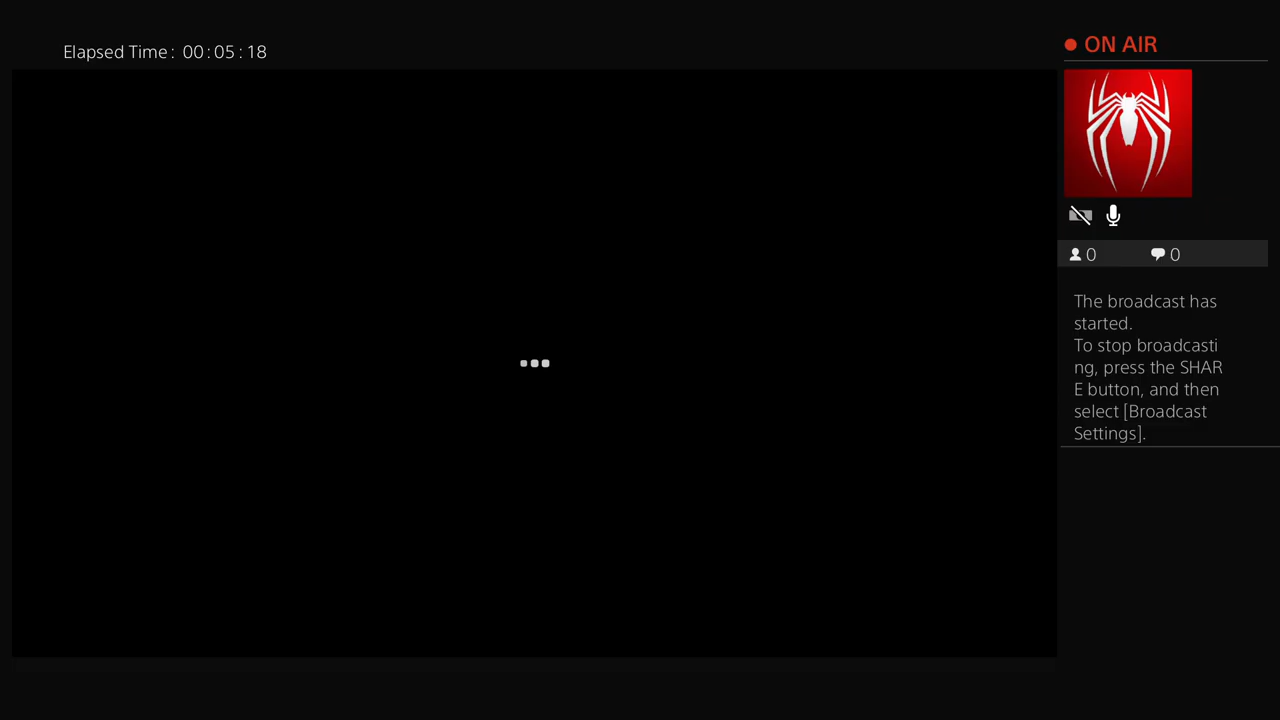 Elapsed Time: 00:05:18
ON AIR
0 0
The broadcast has
started.
To stop broadcasti
ng, press the SHAR
E button, and then
select [Broadcast
Settings].